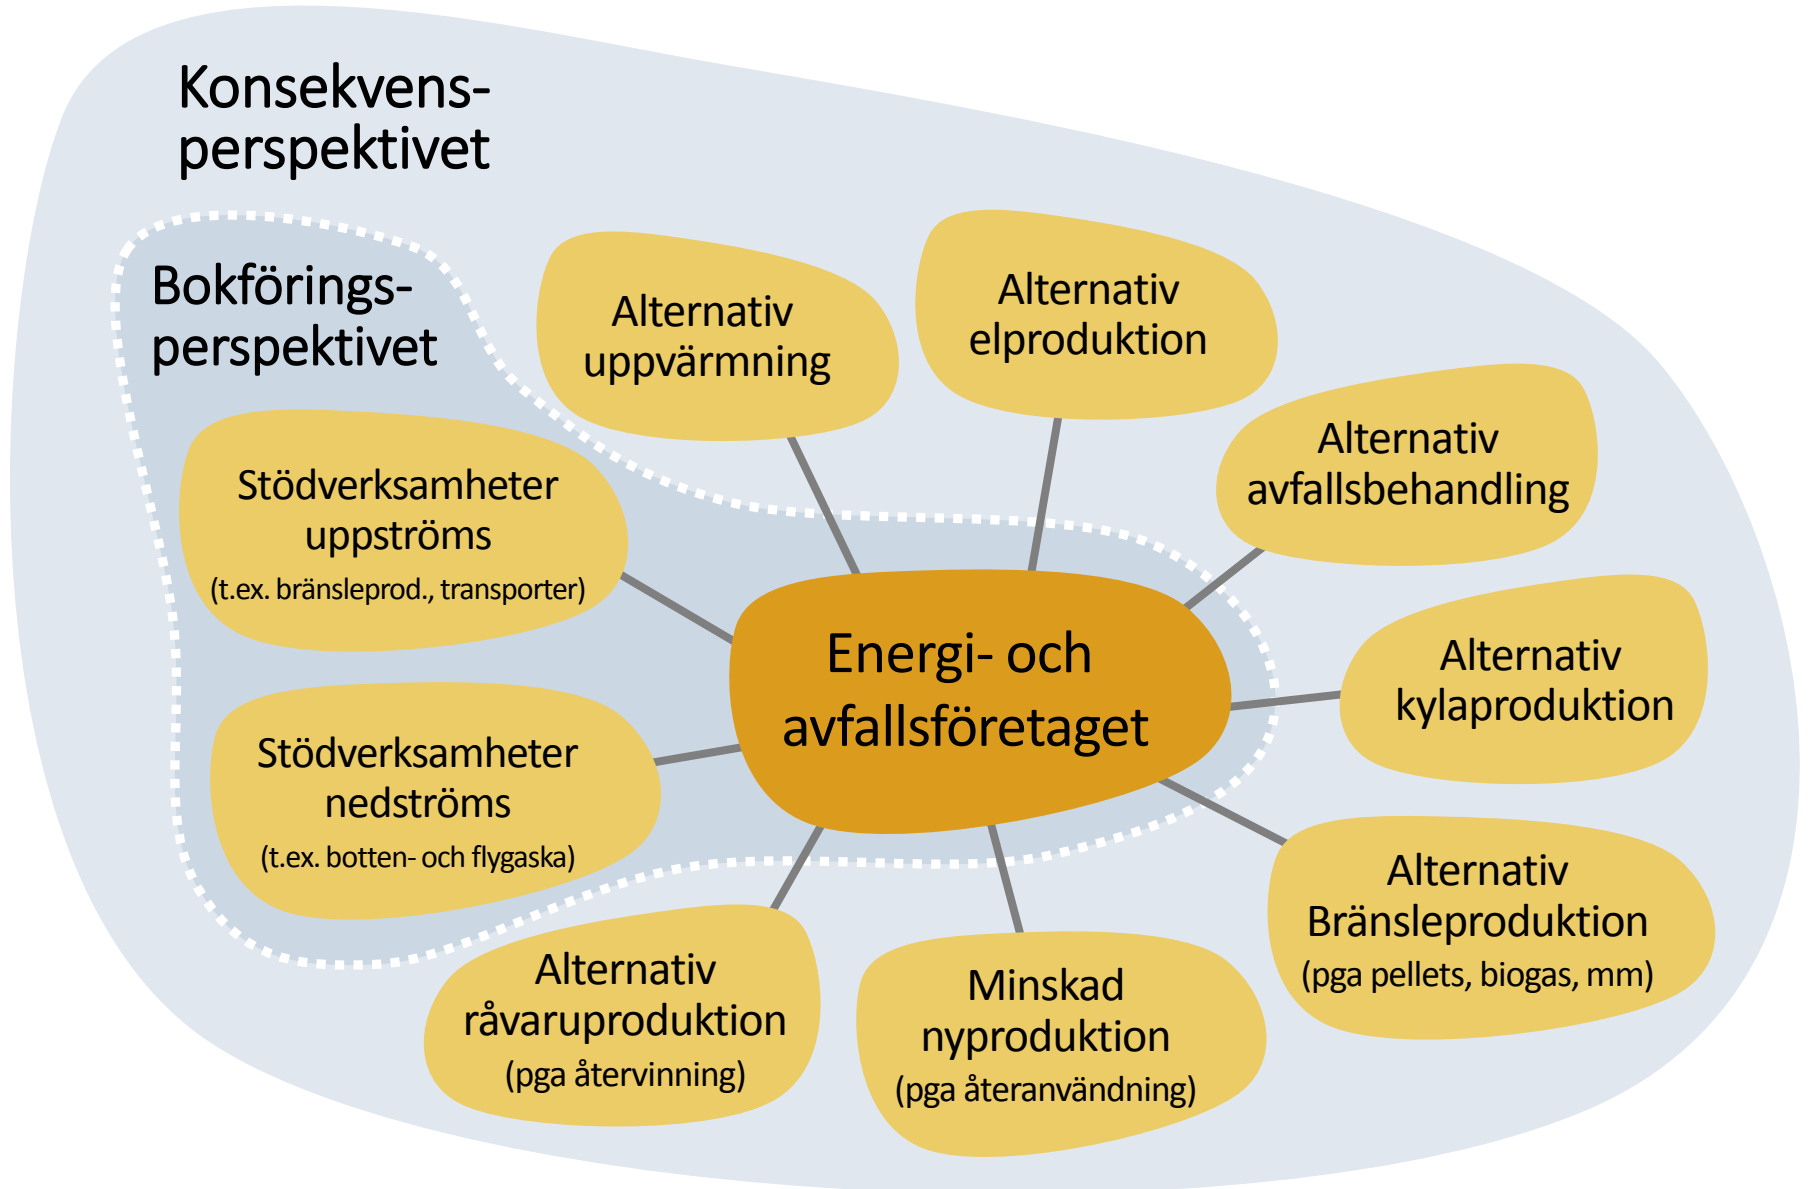 Konsekvens-
perspektivet
Bokförings-
perspektivet
Alternativ
uppvärmning
Alternativ
elproduktion
Alternativ
avfallsbehandling
Stödverksamheter
uppströms
(t.ex. bränsleprod., transporter)
Energi- och
avfallsföretaget
Alternativ
kylaproduktion
Stödverksamheter
nedströms
(t.ex. botten- och flygaska)
Alternativ
Bränsleproduktion
(pga pellets, biogas, mm)
Alternativ
råvaruproduktion
(pga återvinning)
Minskad
nyproduktion
(pga återanvändning)